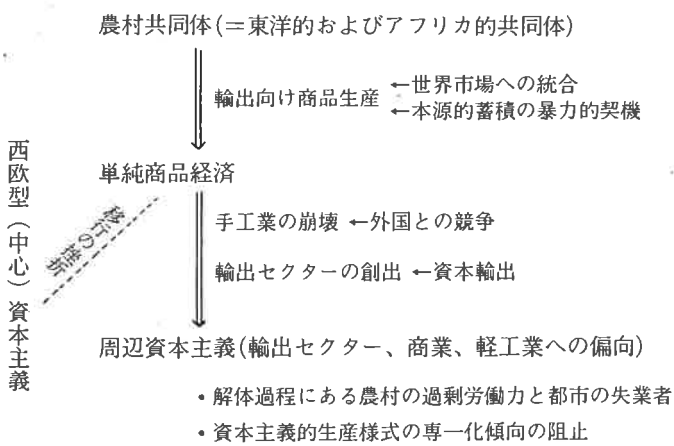 農村共同体(=東洋的およびアフリカ的共同体)
輸出向け商品生産
←世界市場への統合
←本源的蓄積の暴力的契機
単純商品経済
移行の挫折
西欧型(中心)資本主義
手工業の崩壊 ←外国との競争
輸出セクターの創出 ←資本輸出
周辺資本主義(輸出セクター、商業、軽工業への偏向)
・解体過程にある農村の過剰労働力と都市の失業者
・資本主義的生産様式の専一化傾向の阻止